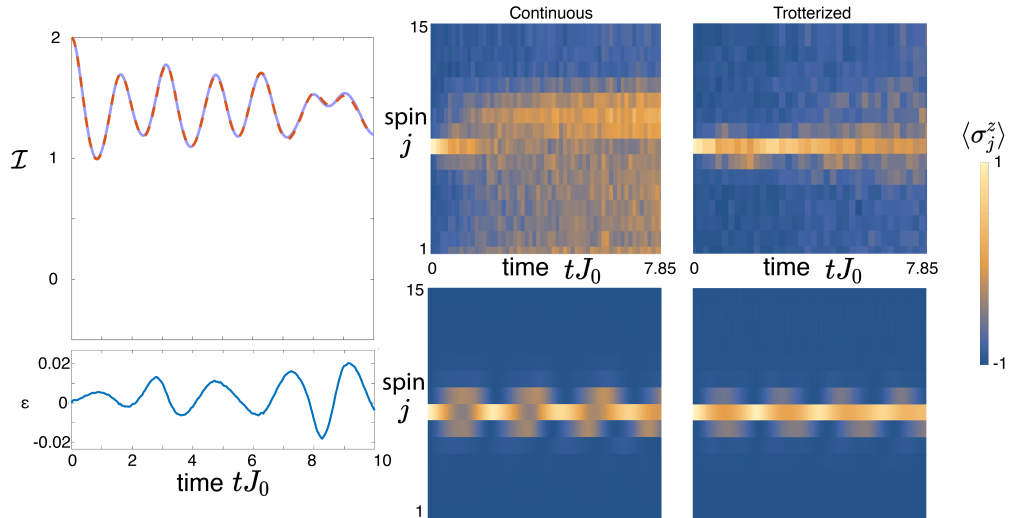 2
1
0
ℐ
0.02
0
-0.02
ε
0 2 4 6 8 10
time tJ₀
Continuous
15
spin
j
1
0 time tJ₀ 7.85
Trotterized
0 time tJ₀ 7.85
⟨σⱼᶻ⟩
1
-1
15
spin
j
1